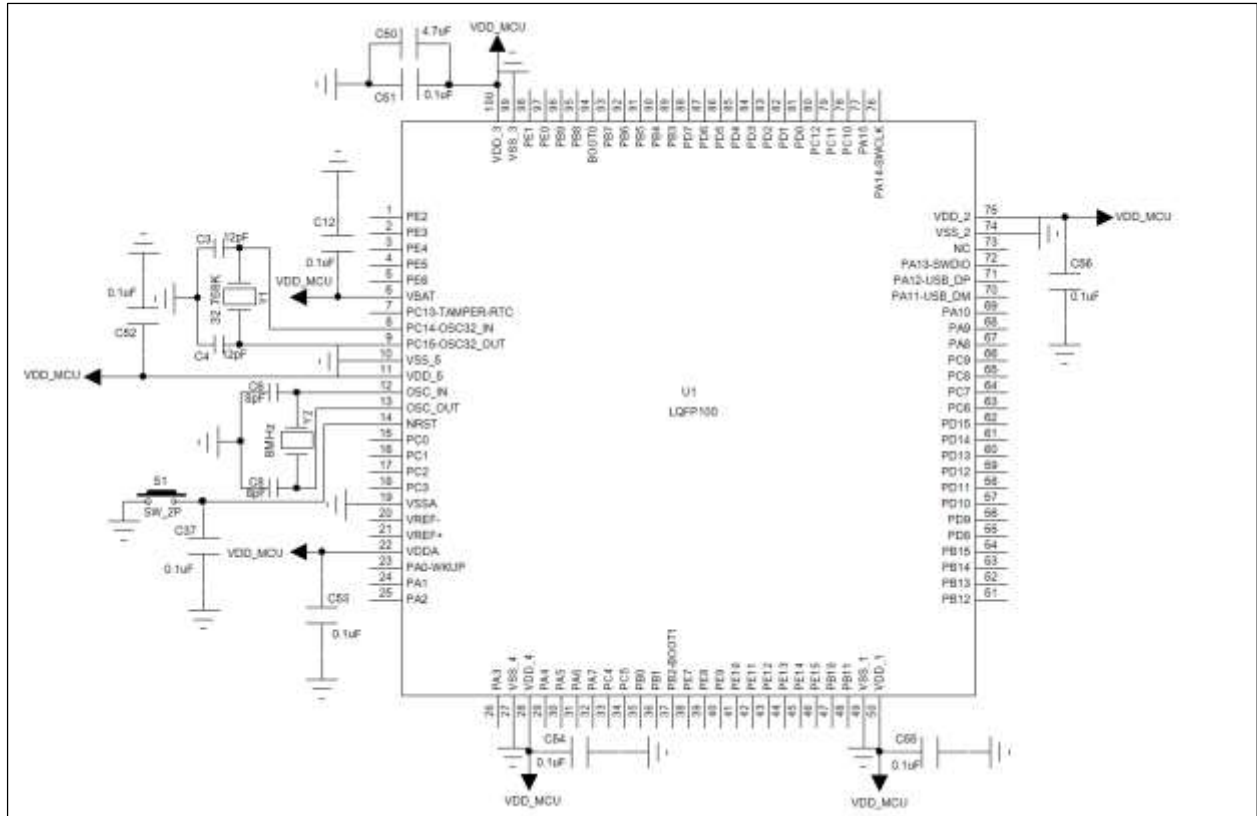 C50 4.7uF VDD_MCU
C51 0.1uF
100 99 98 97 96 95 94 93 92 91 90 89 88 87 86 85 84 83 82 81 80 79 78 77 76
VDD_3 VSS_3 PE1 PE0 PB9 PB8 BOOT0 PB7 PB6 PB5 PB4 PB3 PD7 PD6 PD5 PD4 PD3 PD2 PD1 PD0 PC12 PC11 PC10 PA15 PA14-SWCLK
1 PE2
2 PE3
3 PE4
4 PE5
5 PE6
6 VBAT
7 PC13-TAMPER-RTC
8 PC14-OSC32_IN
9 PC15-OSC32_OUT
10 VSS_5
11 VDD_5
12 OSC_IN
13 OSC_OUT
14 NRST
15 PC0
16 PC1
17 PC2
18 PC3
19 VSSA
20 VREF-
21 VREF+
22 VDDA
23 PA0-WKUP
24 PA1
25 PA2
C12
0.1uF
VDD_MCU
C3 12pF
32.768K Y1
C4 12pF
0.1uF
C52
VDD_MCU
8pF
8MHz Y2
8pF
S1
SW_2P
C37
0.1uF
VDD_MCU
C53
0.1uF
U1
LQFP100
VDD_2 75
VSS_2 74
NC 73
PA13-SWDIO 72
PA12-USB_DP 71
PA11-USB_DM 70
PA10 69
PA9 68
PA8 67
PC9 66
PC8 65
PC7 64
PC6 63
PD15 62
PD14 61
PD13 60
PD12 59
PD11 58
PD10 57
PD9 56
PD8 55
PB15 54
PB14 53
PB13 52
PB12 51
VDD_MCU
C56
0.1uF
PA3 VSS_4 VDD_4 PA4 PA5 PA6 PA7 PC4 PC5 PB0 PB1 PB2-BOOT1 PE7 PE8 PE9 PE10 PE11 PE12 PE13 PE14 PE15 PB10 PB11 VSS_1 VDD_1
26 27 28 29 30 31 32 33 34 35 36 37 38 39 40 41 42 43 44 45 46 47 48 49 50
C54
0.1uF
VDD_MCU
C55
0.1uF
VDD_MCU